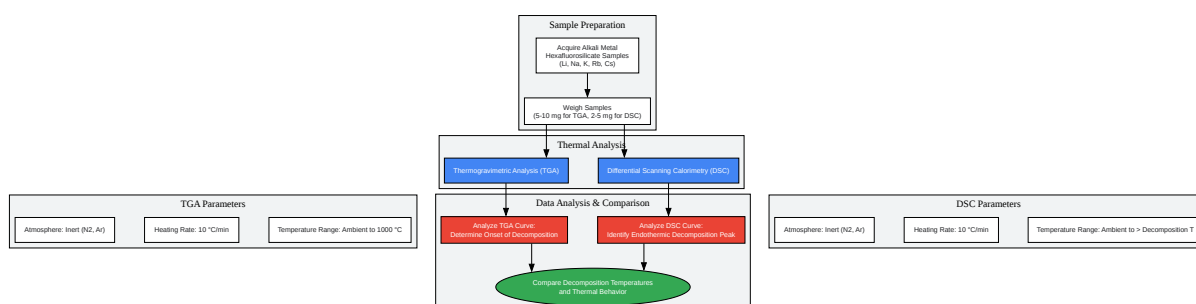 Sample Preparation
Acquire Alkali Metal
Hexafluorosilicate Samples
(Li, Na, K, Rb, Cs)
Weigh Samples
(5-10 mg for TGA, 2-5 mg for DSC)
Thermal Analysis
Thermogravimetric Analysis (TGA)
Differential Scanning Calorimetry (DSC)
TGA Parameters
Atmosphere: Inert (N2, Ar)
Heating Rate: 10 °C/min
Temperature Range: Ambient to 1000 °C
Data Analysis & Comparison
Analyze TGA Curve:
Determine Onset of Decomposition
Analyze DSC Curve:
Identify Endothermic Decomposition Peak
Compare Decomposition Temperatures
and Thermal Behavior
DSC Parameters
Atmosphere: Inert (N2, Ar)
Heating Rate: 10 °C/min
Temperature Range: Ambient to > Decomposition T